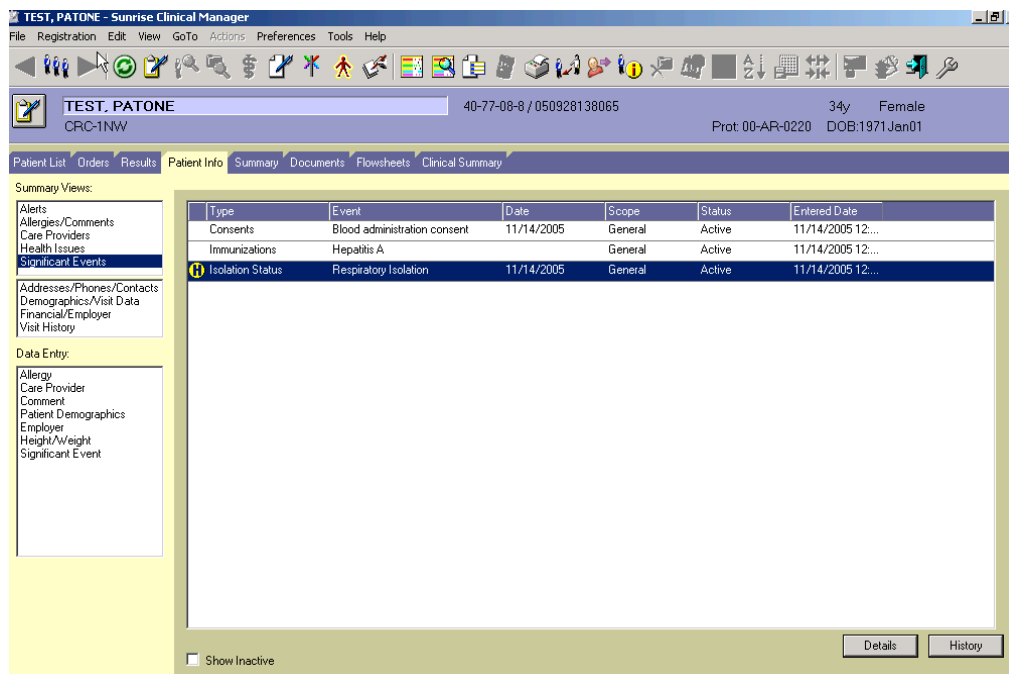 TEST, PATONE - Sunrise Clinical Manager
File Registration Edit View GoTo Actions Preferences Tools Help
TEST, PATONE 40-77-08-8 / 050928138065 34y Female
CRC-1NW Prot: 00-AR-0220 DOB:1971Jan01
Patient List Orders Results Patient Info Summary Documents Flowsheets Clinical Summary
Summary Views:
Alerts
Allergies/Comments
Care Providers
Health Issues
Significant Events
Addresses/Phones/Contacts
Demographics/Visit Data
Financial/Employer
Visit History
Data Entry:
Allergy
Care Provider
Comment
Patient Demographics
Employer
Height/Weight
Significant Event
Type Event Date Scope Status Entered Date
Consents Blood administration consent 11/14/2005 General Active 11/14/2005 12:...
Immunizations Hepatitis A General Active 11/14/2005 12:...
H Isolation Status Respiratory Isolation 11/14/2005 General Active 11/14/2005 12:...
Details History
Show Inactive